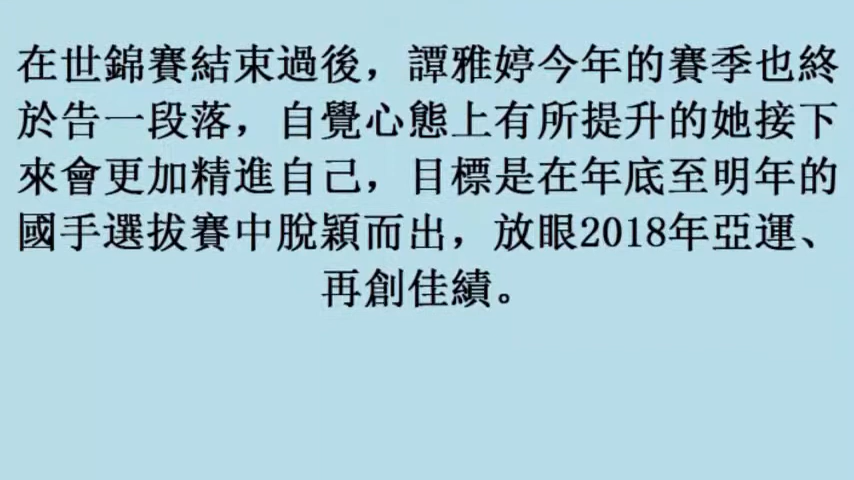 在世錦賽結束過後，譚雅婷今年的賽季也終
於告一段落，自覺心態上有所提升的她接下
來會更加精進自己，目標是在年底至明年的
國手選拔賽中脫穎而出，放眼2018年亞運、
再創佳績。